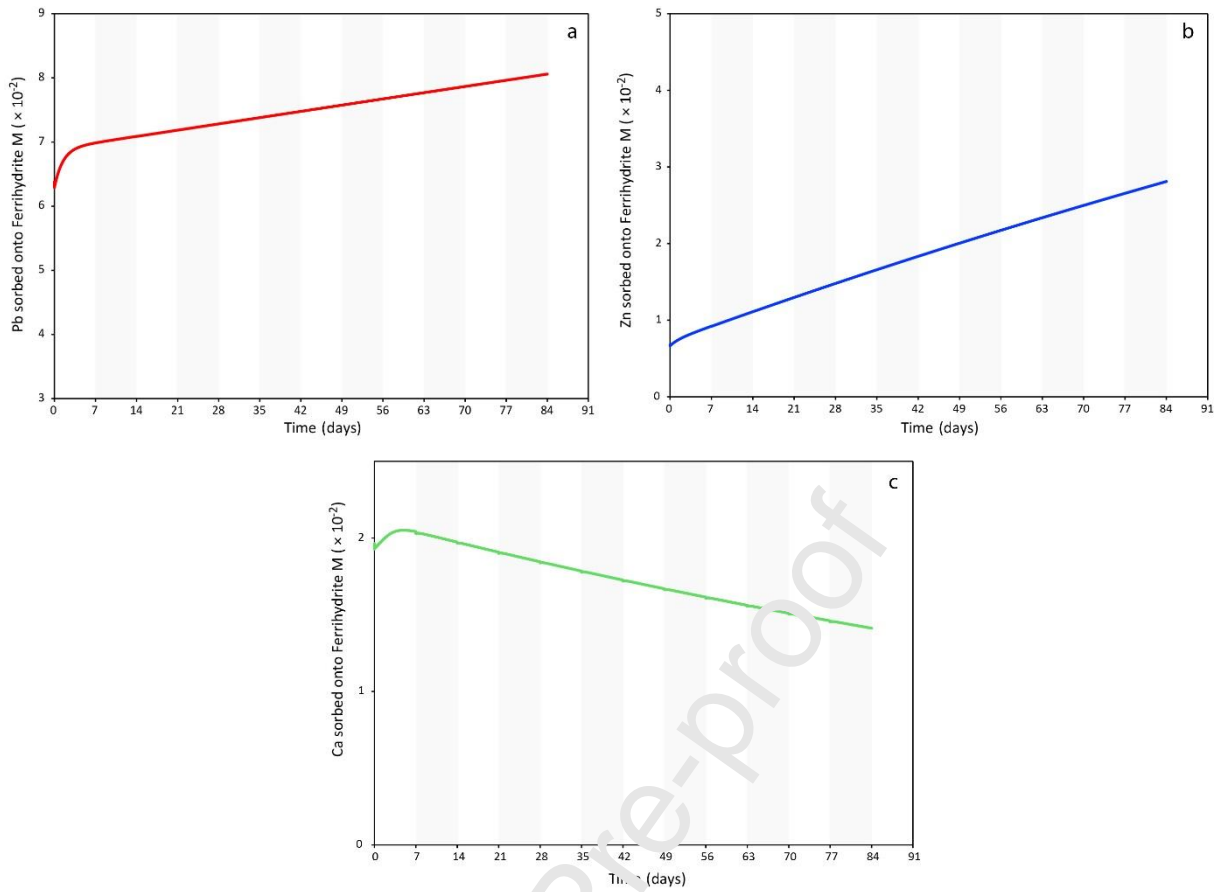 a
Pb sorbed onto Ferrihydrite M ( × 10⁻²)
9
8
7
6
5
4
3
0 7 14 21 28 35 42 49 56 63 70 77 84 91
Time (days)
b
Zn sorbed onto Ferrihydrite M ( × 10⁻²)
5
4
3
2
1
0
0 7 14 21 28 35 42 49 56 63 70 77 84 91
Time (days)
c
Ca sorbed onto Ferrihydrite M ( × 10⁻²)
2
1
0
0 7 14 21 28 35 42 49 56 63 70 77 84 91
Time (days)
Pre-proof